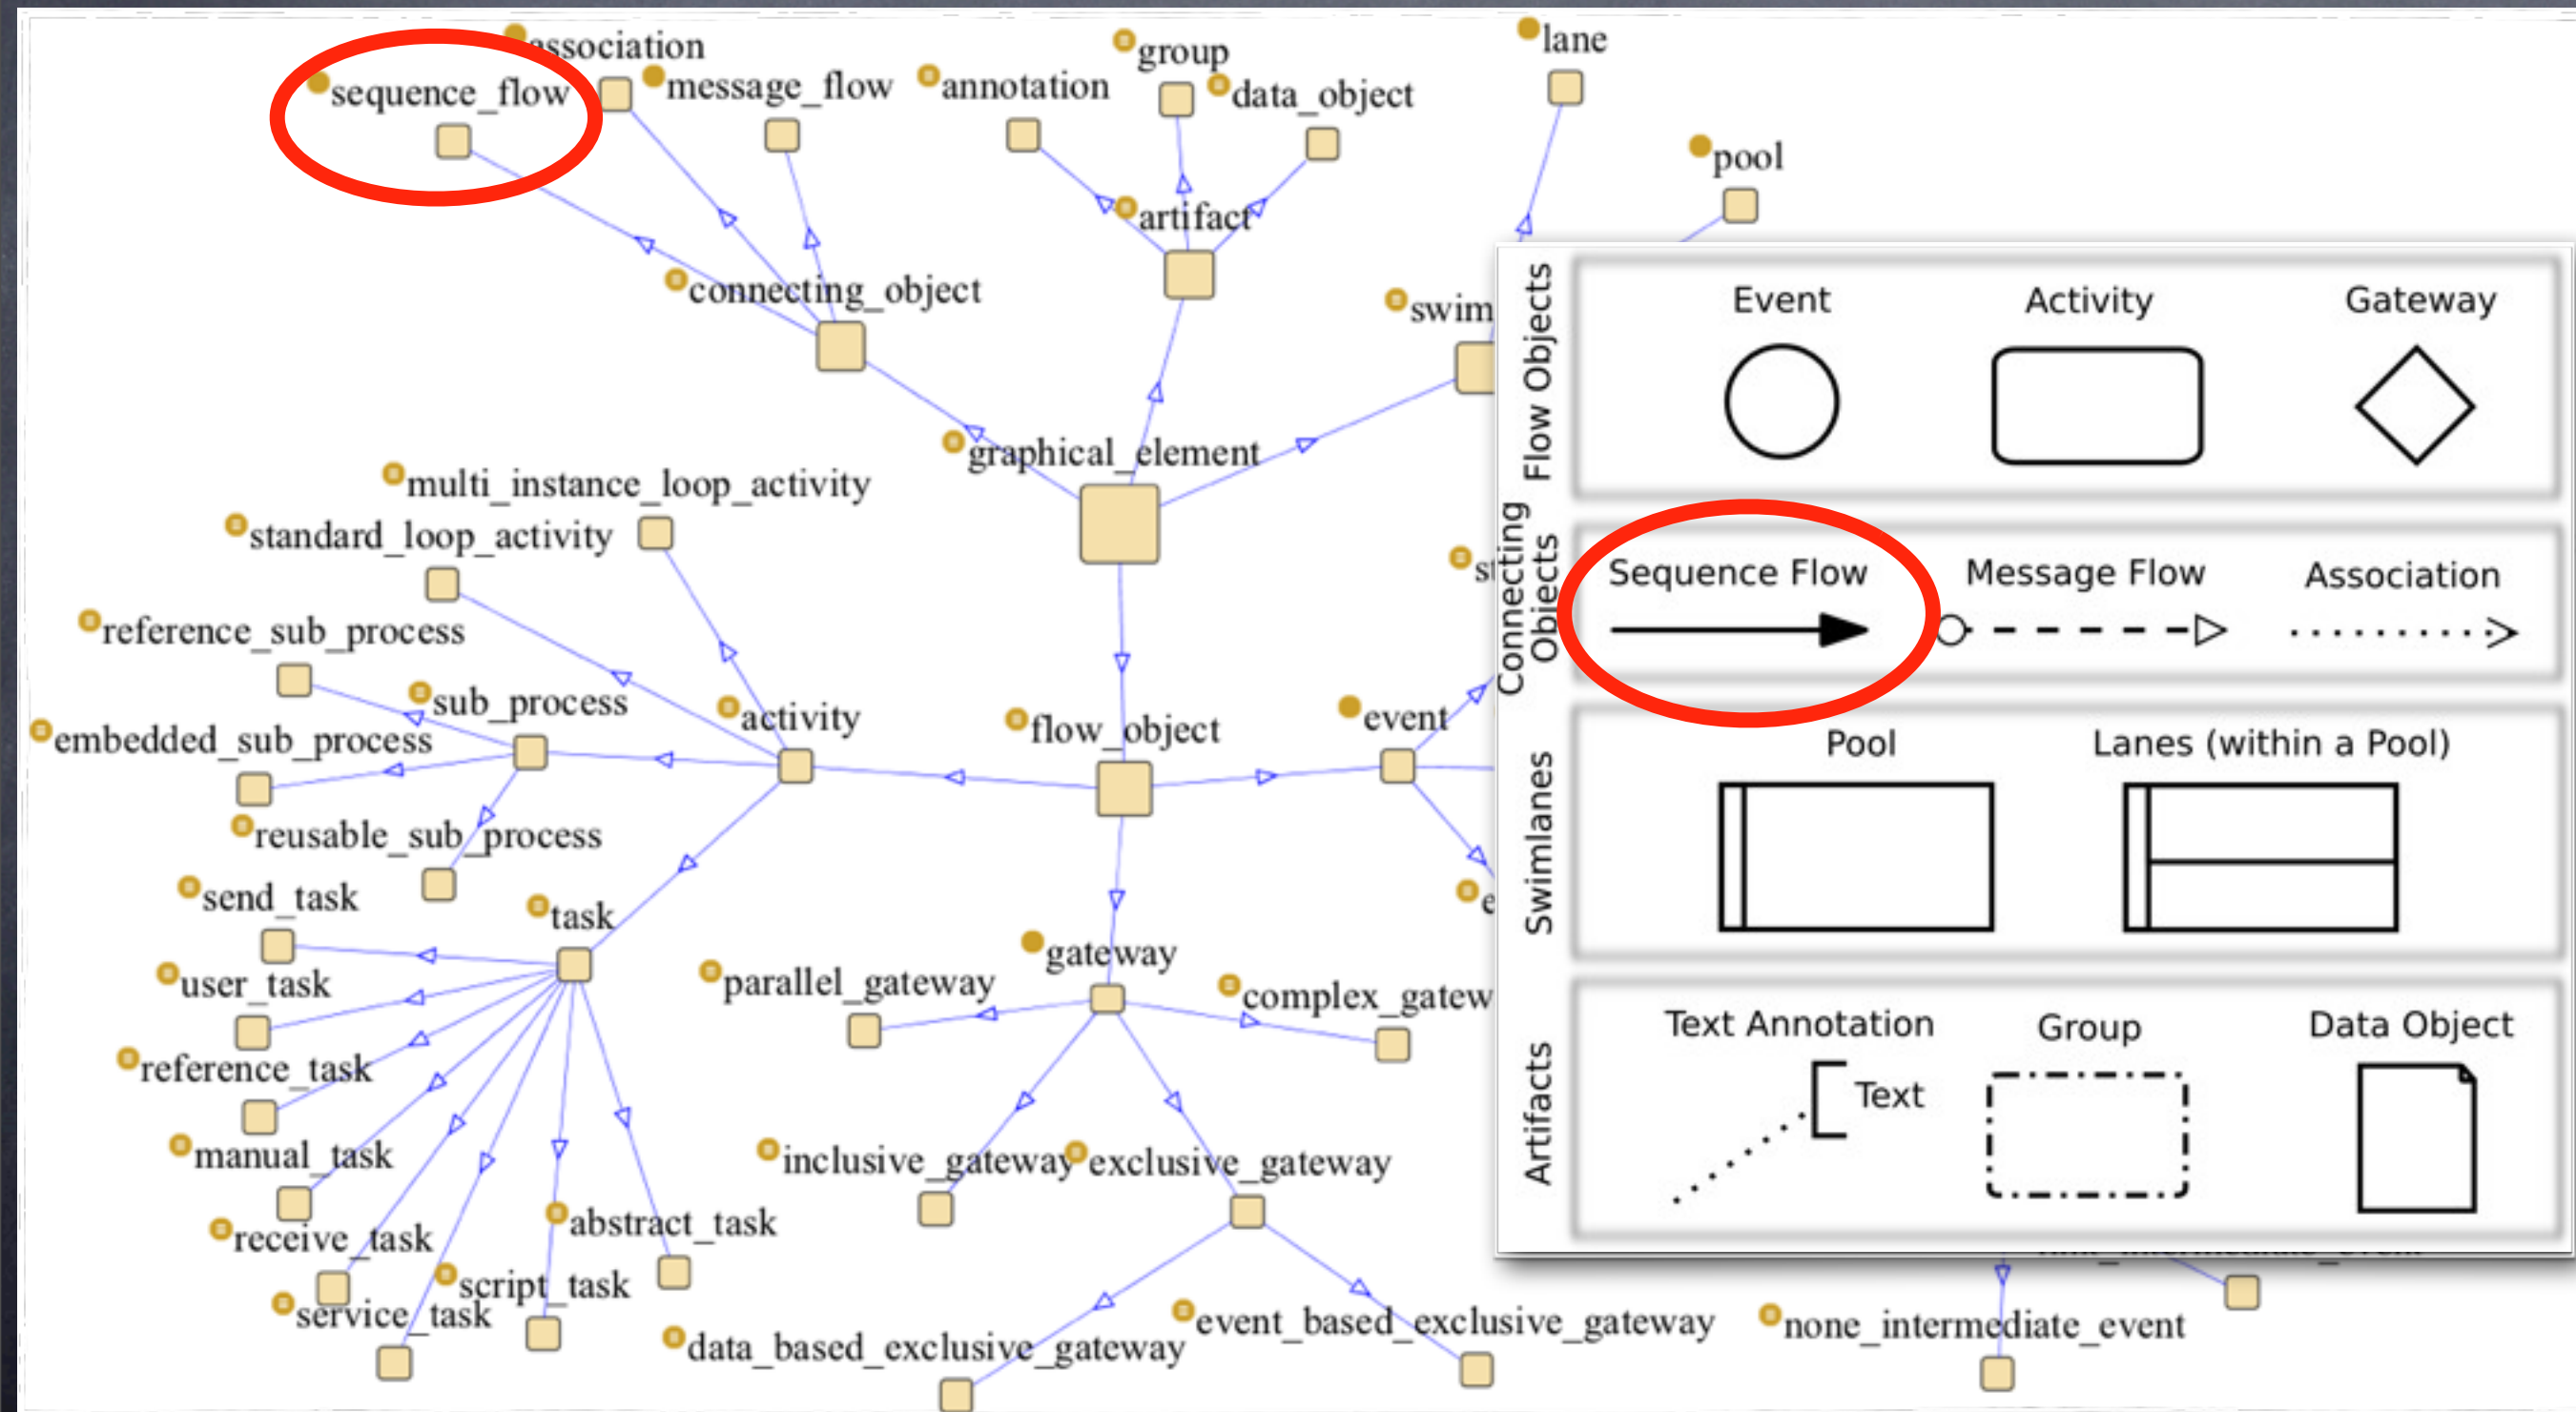 association
sequence_flow
message_flow
annotation
group
data_object
lane
pool
artifact
connecting_object
swim
graphical_element
multi_instance_loop_activity
standard_loop_activity
reference_sub_process
sub_process
embedded_sub_process
activity
flow_object
event
reusable_sub_process
send_task
task
user_task
gateway
parallel_gateway
complex_gatew
reference_task
manual_task
inclusive_gateway
exclusive_gateway
receive_task
abstract_task
script_task
service_task
data_based_exclusive_gateway
event_based_exclusive_gateway
none_intermediate_event
Flow Objects
Event
Activity
Gateway
Connecting
Objects
Sequence Flow
Message Flow
Association
Swimlanes
Pool
Lanes (within a Pool)
Artifacts
Text Annotation
Text
Group
Data Object